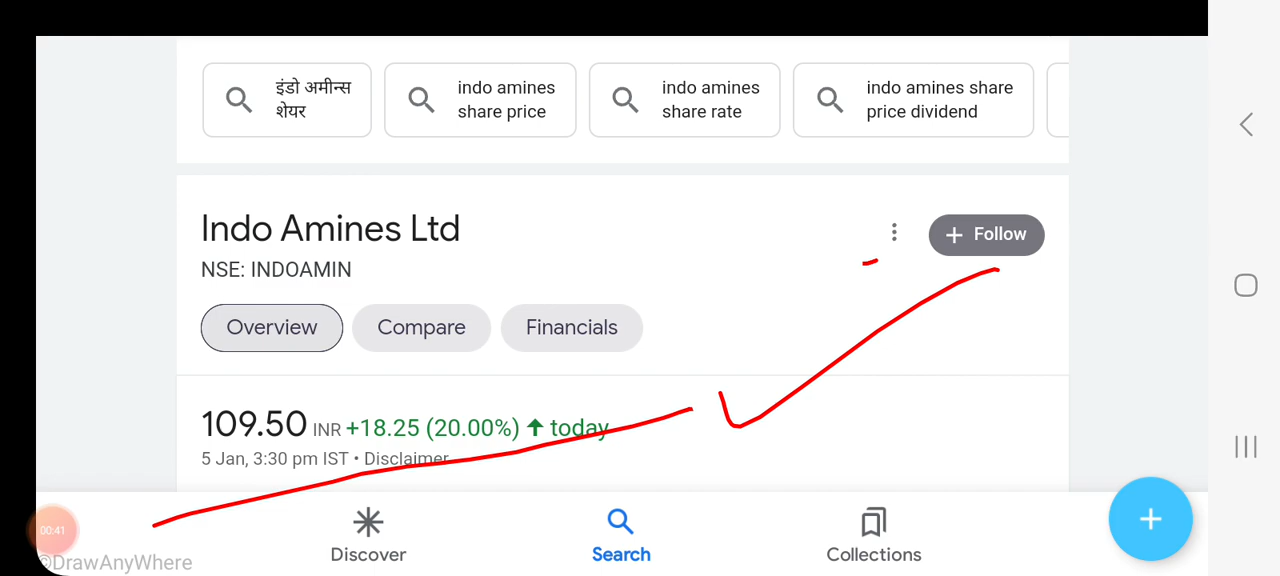 इंडो अमीन्स
शेयर
indo amines
share price
indo amines
share rate
indo amines share
price dividend
Indo Amines Ltd
+ Follow
NSE: INDOAMIN
Overview
Compare
Financials
109.50 INR +18.25 (20.00%) ↑ today
5 Jan, 3:30 pm IST • Disclaimer
00:41
Discover
Search
Collections
©DrawAnyWhere